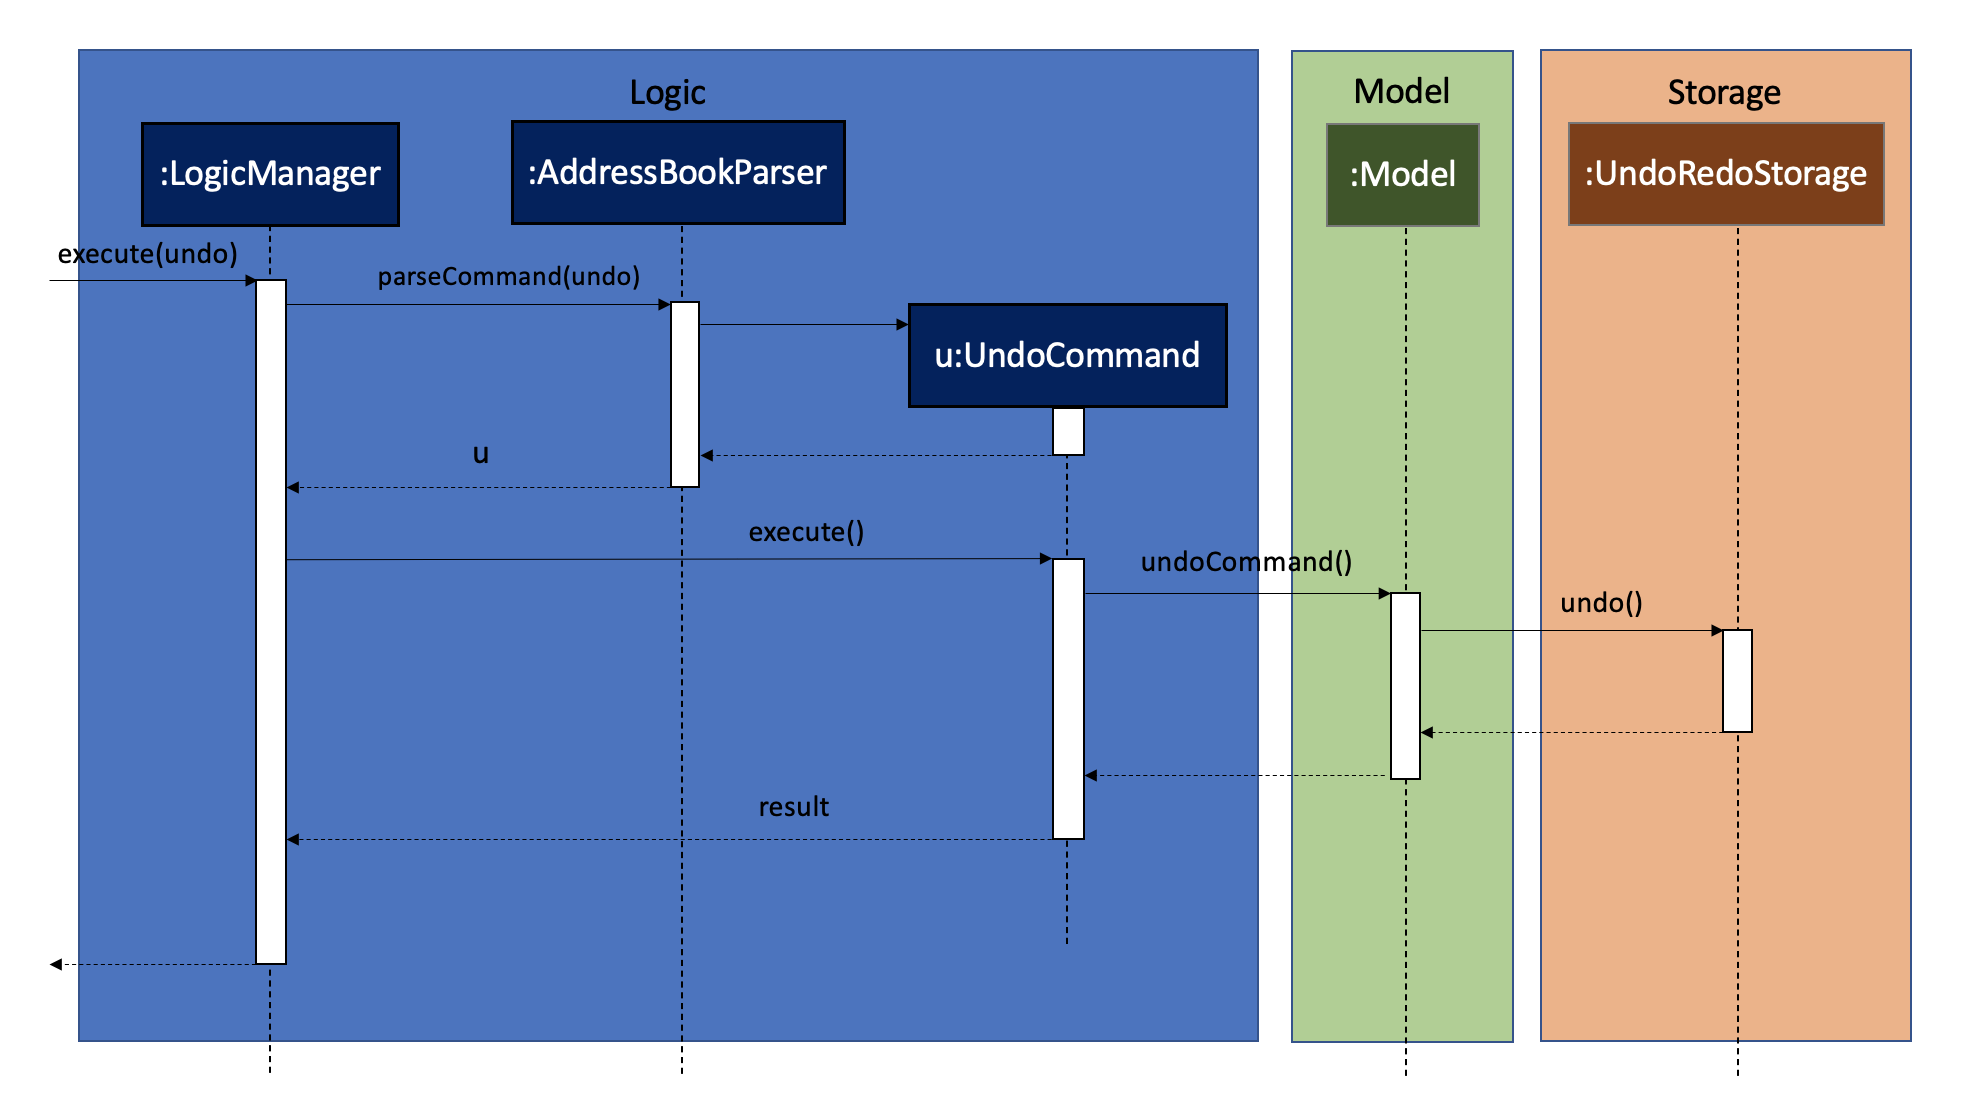 Logic
Model
Storage
:LogicManager
:AddressBookParser
:Model
:UndoRedoStorage
execute(undo)
parseCommand(undo)
u:UndoCommand
u
execute()
undoCommand()
undo()
result